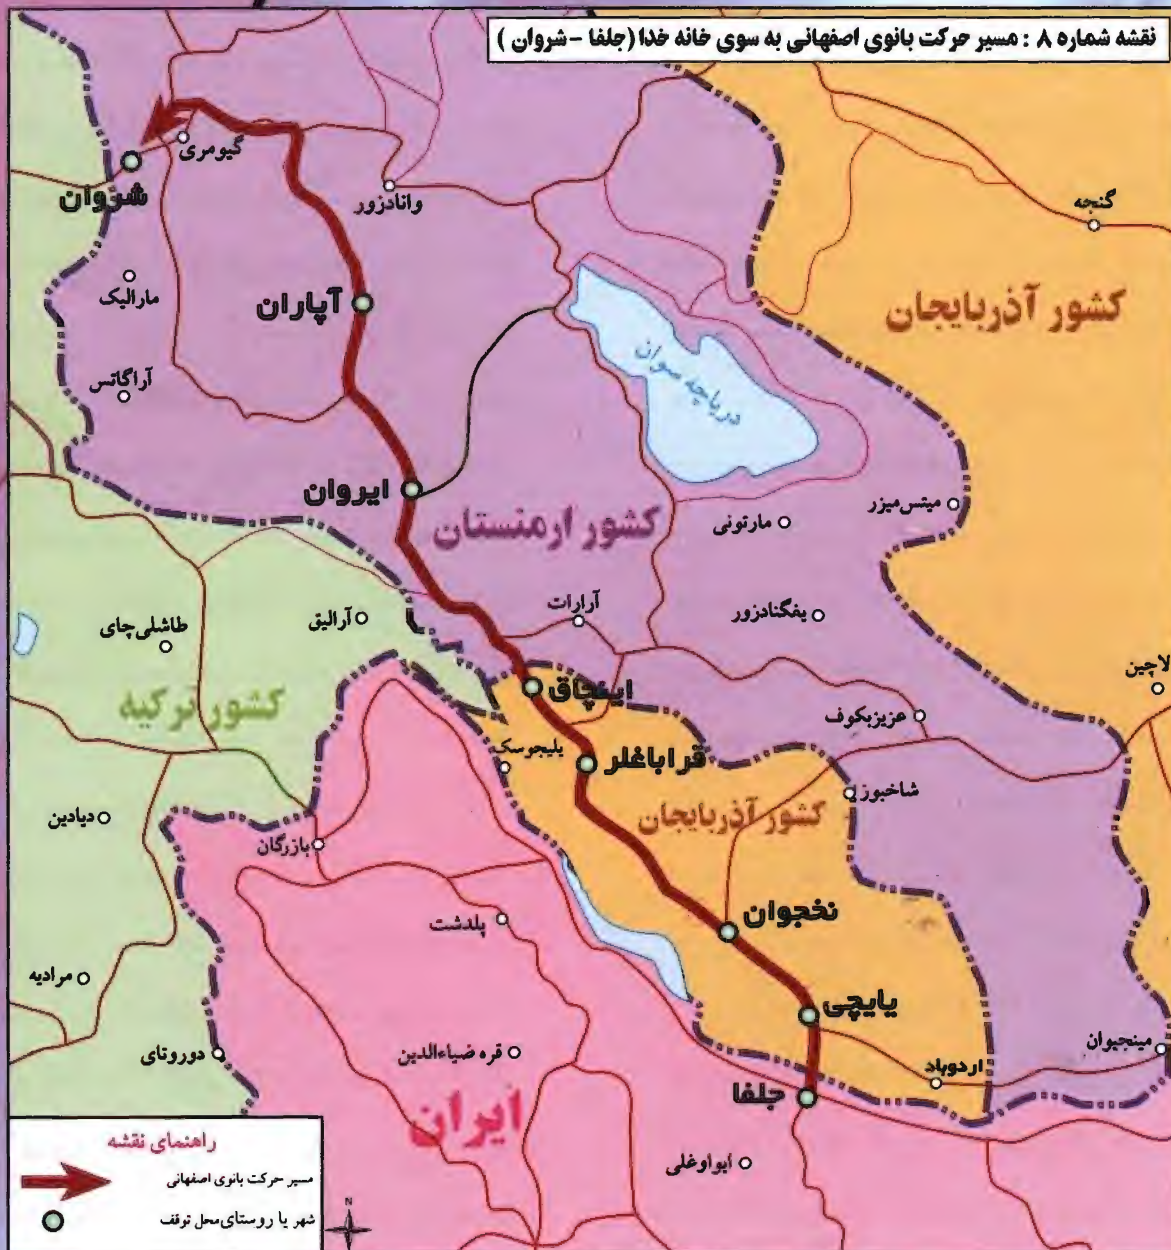 نقشه شماره ۸ : مسیر حرکت بانوی اصفهانی به سوی خانه خدا (جلفا - شروان )
گیومری
شروان
وانادزور
گنجه
مارالیک
آپاران
کشور آذربایجان
آراگاتس
دریاچه سوان
ایروان
کشور ارمنستان
مارتونی
میتس‌میزر
آرارات
آرالیق
طاشلی‌چای
یفگنادزور
لاچین
کشور ترکیه
عزیزبکوف
یلیجوسک
قراباغلر
شاخبوز
کشور آذربایجان
دیادین
بازرگان
نخجوان
پلدشت
مرادیه
یایچی
مینجیوان
دوروتای
قره ضیاءالدین
اردوباد
جلفا
ایران
ایواوغلی
راهنمای نقشه
مسیر حرکت بانوی اصفهانی
شهر یا روستای محل توقف
N